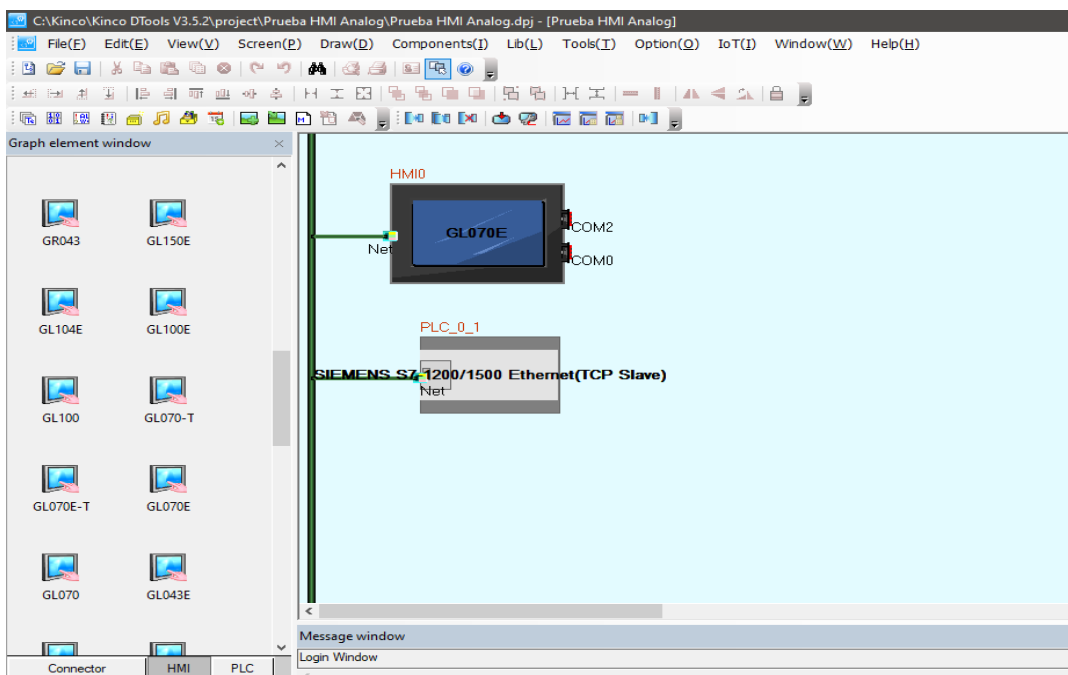 C:\Kinco\Kinco DTools V3.5.2\project\Prueba HMI Analog\Prueba HMI Analog.dpj - [Prueba HMI Analog]
File(F) Edit(E) View(V) Screen(P) Draw(D) Components(I) Lib(L) Tools(T) Option(O) IoT(I) Window(W) Help(H)
Graph element window
GR043 GL150E
GL104E GL100E
GL100 GL070-T
GL070E-T GL070E
GL070 GL043E
Connector HMI PLC
HMI0
GL070E
COM2
Net
COM0
PLC_0_1
SIEMENS S7-1200/1500 Ethernet(TCP Slave)
Net
Message window
Login Window